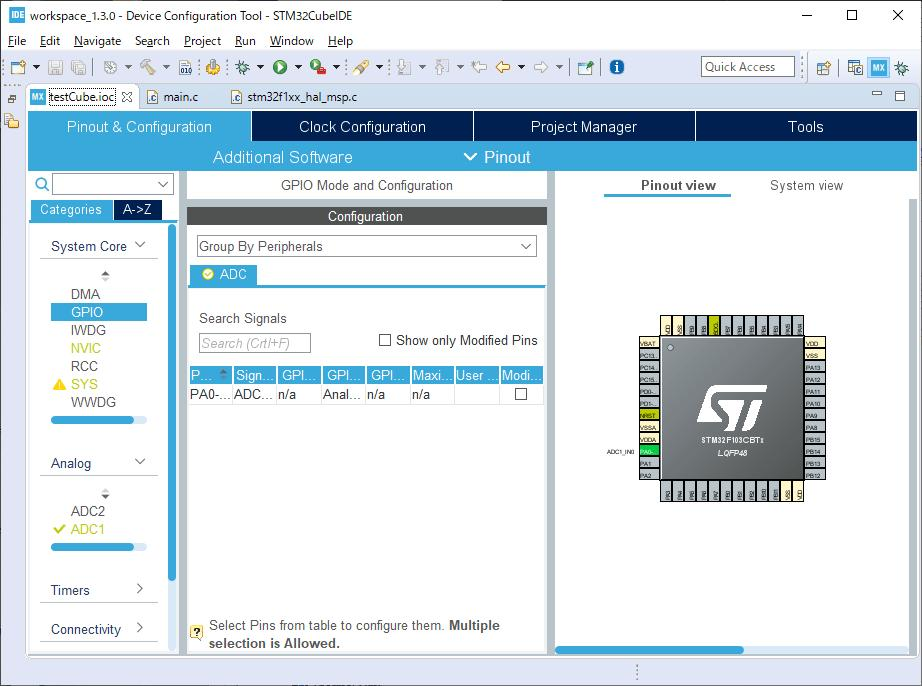 IDE workspace_1.3.0 - Device Configuration Tool - STM32CubeIDE
File Edit Navigate Search Project Run Window Help
010
Quick Access
MX
MX testCube.ioc
.c main.c
.c stm32f1xx_hal_msp.c
Pinout & Configuration
Clock Configuration
Project Manager
Tools
Additional Software
Pinout
GPIO Mode and Configuration
Pinout view
System view
Categories
A->Z
Configuration
Group By Peripherals
ADC
System Core
DMA
GPIO
IWDG
NVIC
RCC
SYS
WWDG
Search Signals
Search (Crtl+F)
Show only Modified Pins
P... Sign... GPI... GPI... GPI... Maxi... User ... Modi...
PA0-... ADC... n/a Anal... n/a n/a
Analog
ADC2
ADC1
Timers
Connectivity
Select Pins from table to configure them. Multiple
selection is Allowed.
VBAT
PC13..
PC14..
PC15..
PD0-..
PD1-..
NRST
VSSA
VDDA
ADC1_IN0 PA0-..
PA1
PA2
VDD
VSS
PA13
PA12
PA11
PA10
PA9
PA8
PB15
PB14
PB13
PB12
ST
STM32F103CBTx
LQFP48